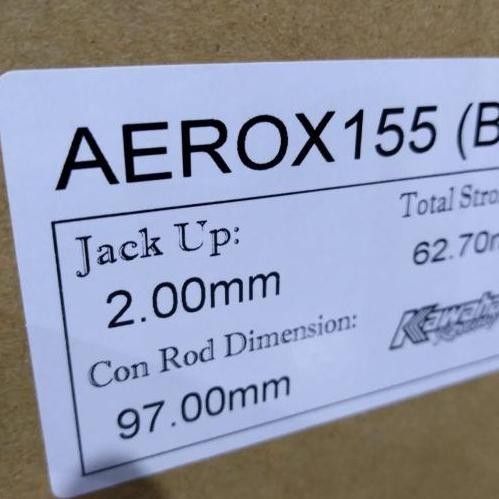 AEROX155 (B
Jack Up:
2.00mm
Total Stro
62.70m
Con Rod Dimension:
97.00mm